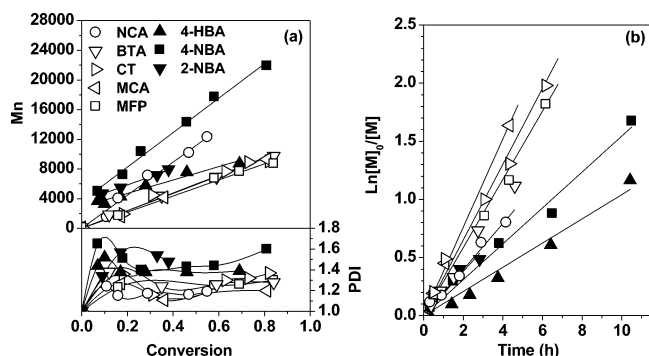 28000
24000
20000
16000
12000
8000
4000
0
Mn
NCA
BTA
CT
MCA
MFP
4-HBA
4-NBA
2-NBA
(a)
1.8
1.6
1.4
1.2
1.0
PDI
0.0 0.2 0.4 0.6 0.8 1.0
Conversion
2.5
2.0
1.5
1.0
0.5
0.0
Ln[M]0/[M]
(b)
0 2 4 6 8 10
Time (h)